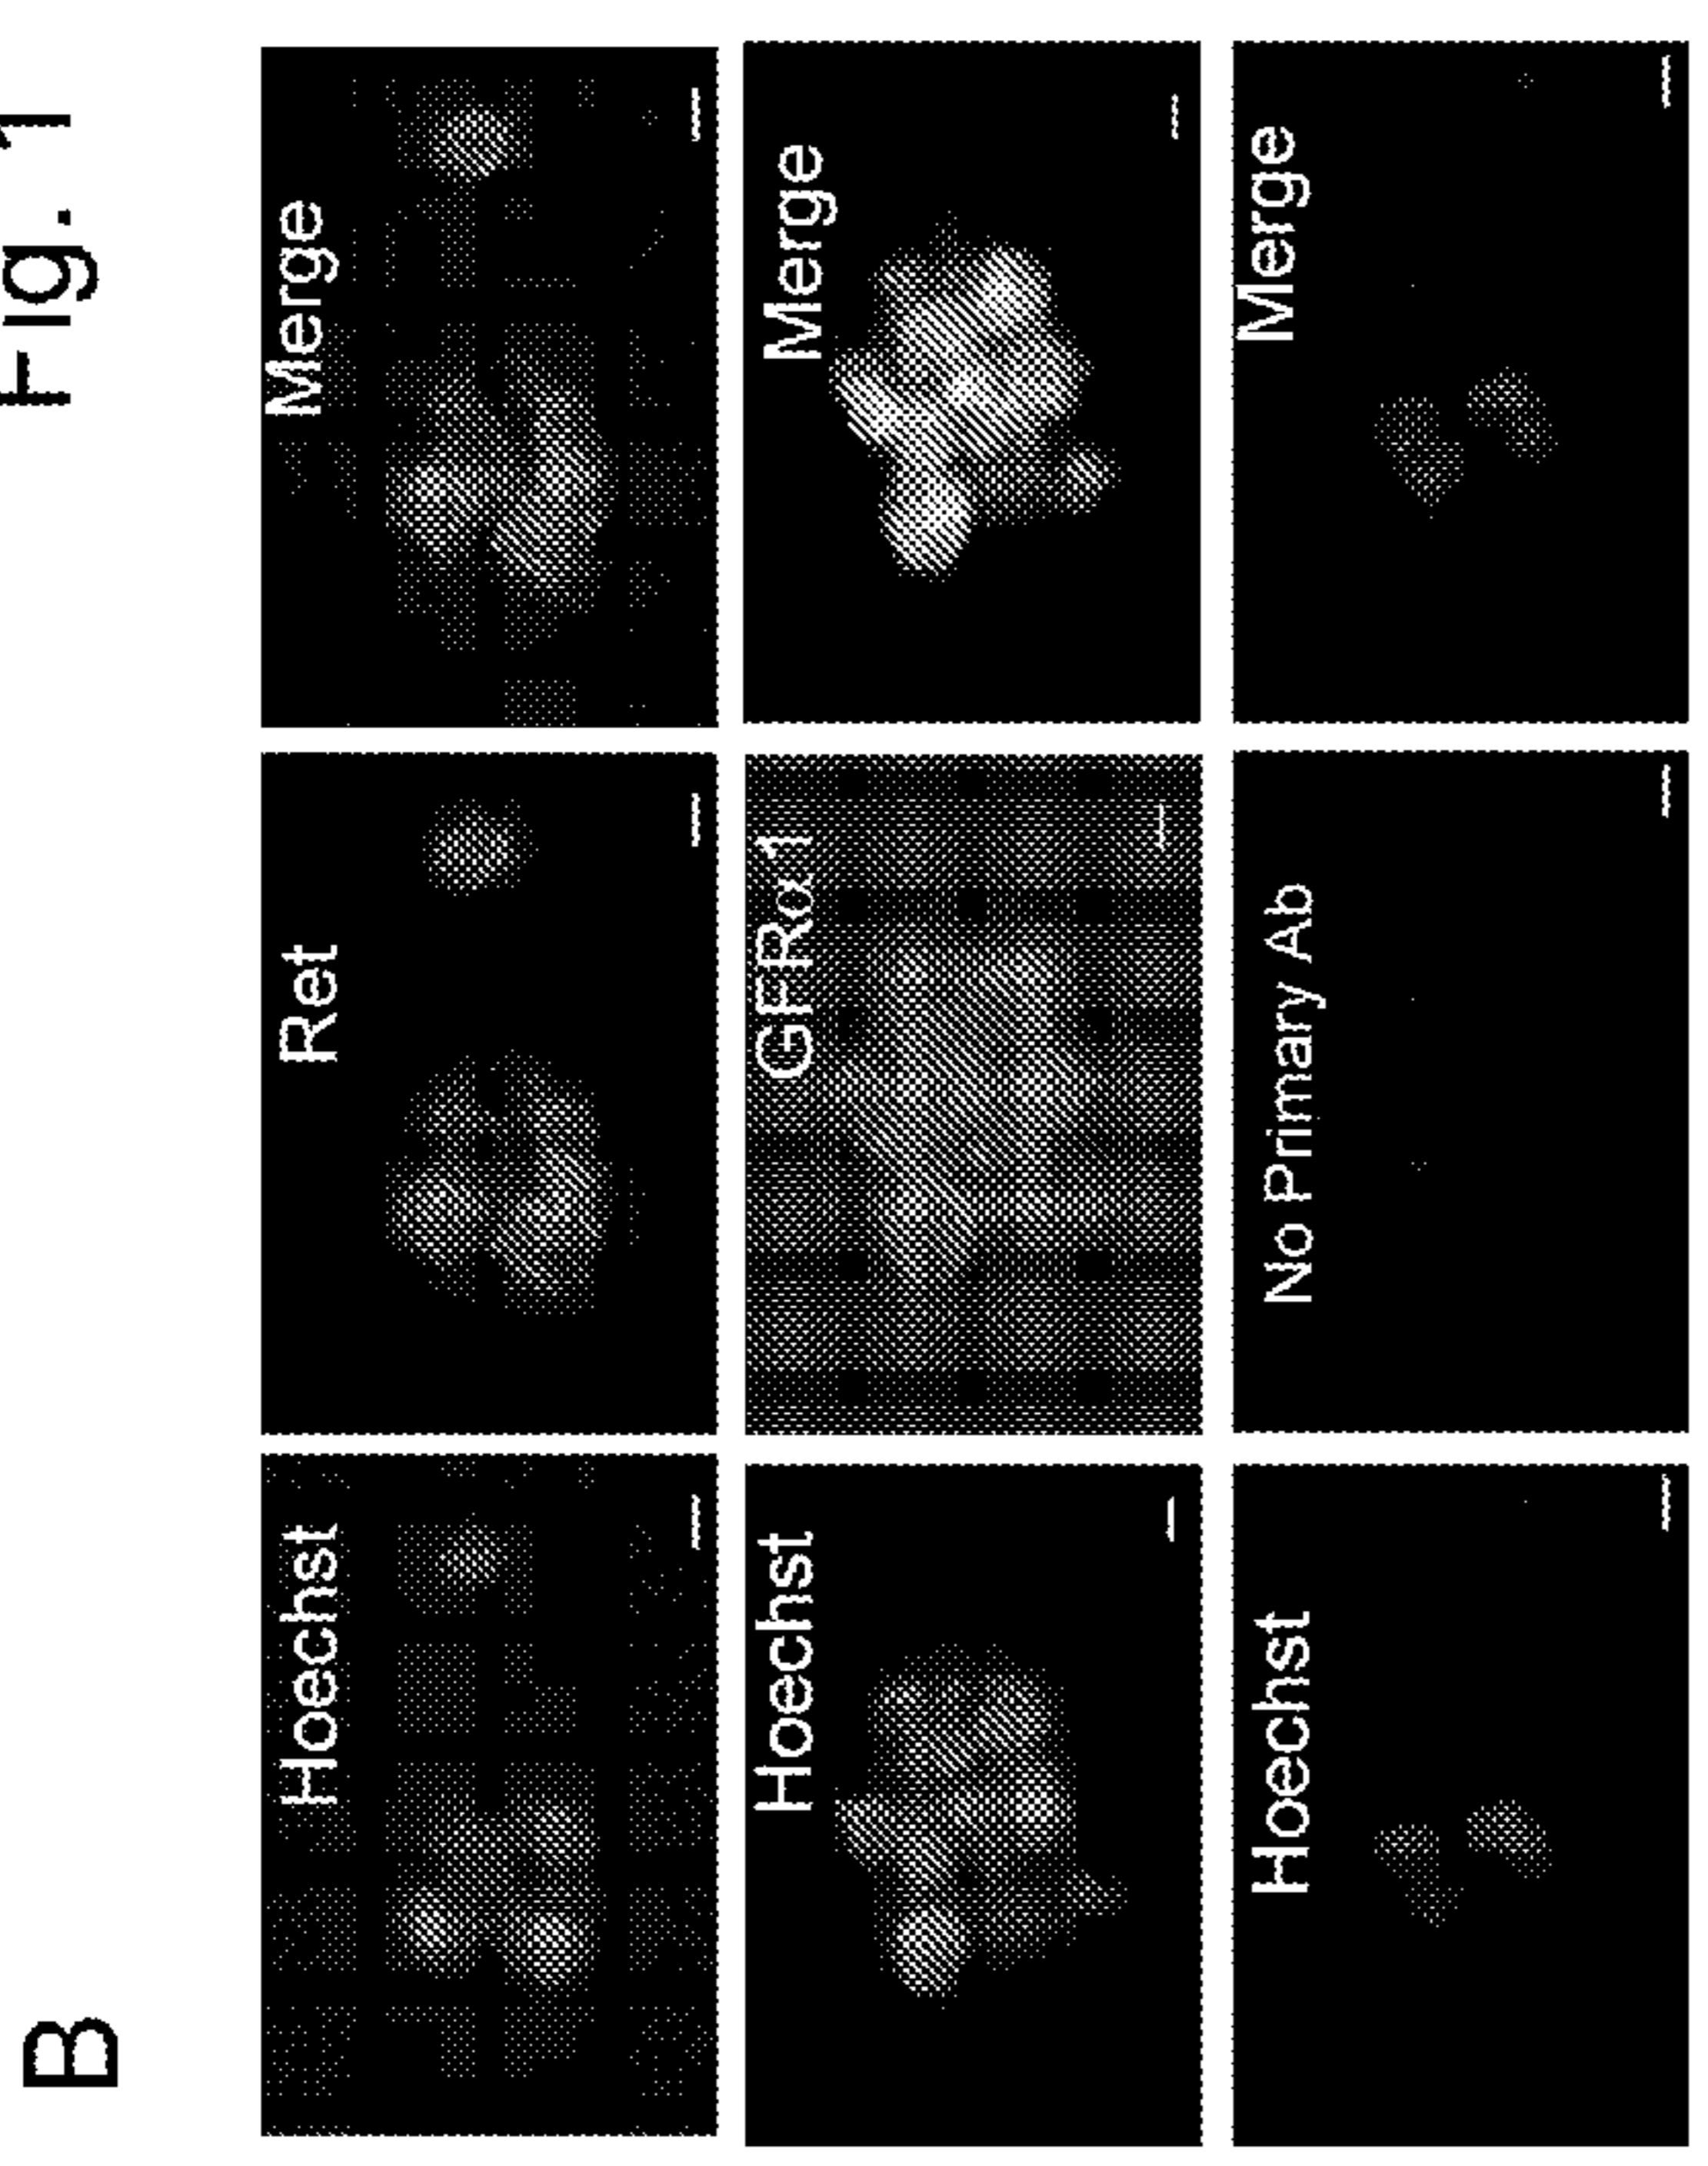 Fig. 1
B
Hoechst
Ret
Merge
Hoechst
GFRα1
Merge
Hoechst
No Primary Ab
Merge